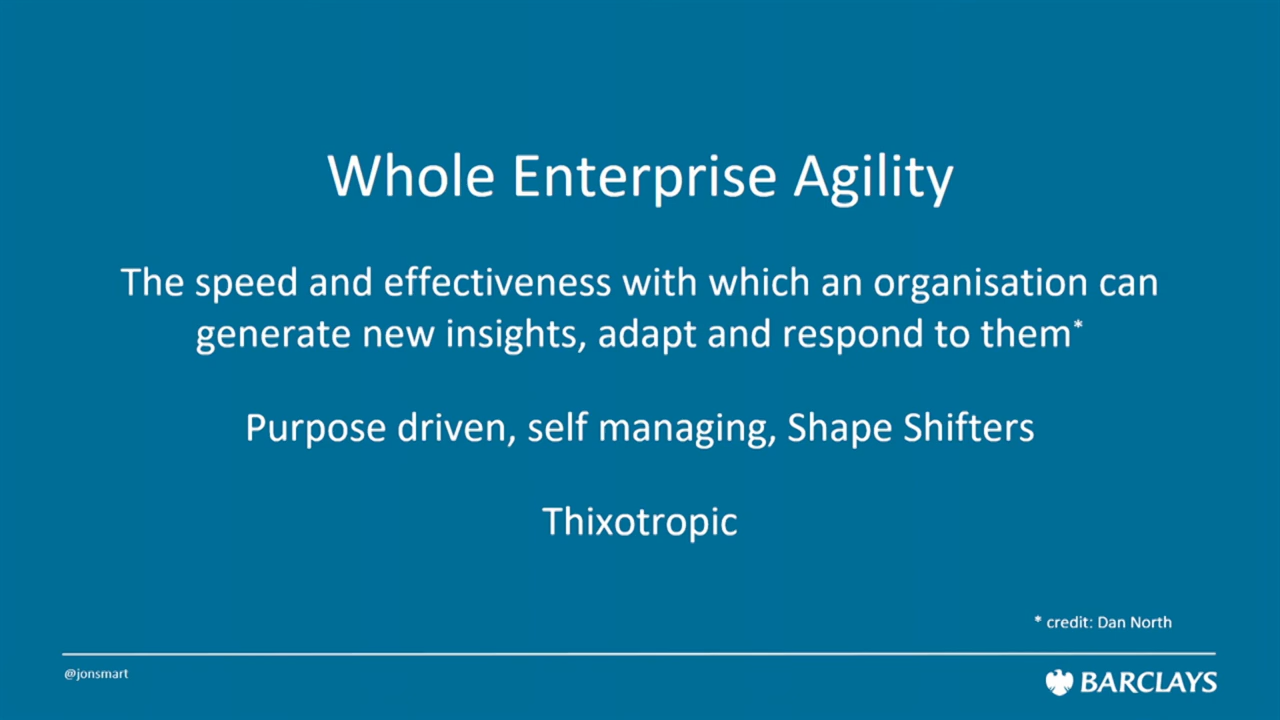 Whole Enterprise Agility
The speed and effectiveness with which an organisation can
generate new insights, adapt and respond to them*
Purpose driven, self managing, Shape Shifters
Thixotropic
* credit: Dan North
@jonsmart
BARCLAYS